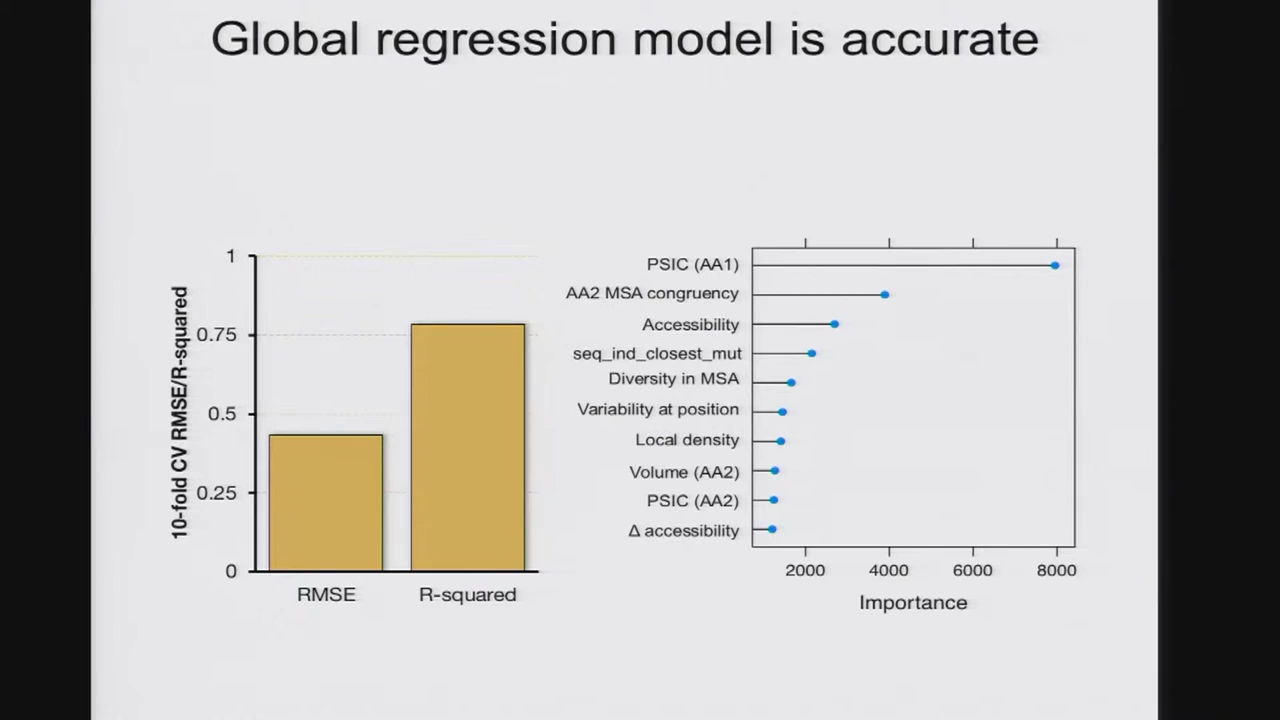 Global regression model is accurate
10-fold CV RMSE/R-squared
1
0.75
0.5
0.25
0
RMSE
R-squared
PSIC (AA1)
AA2 MSA congruency
Accessibility
seq_ind_closest_mut
Diversity in MSA
Variability at position
Local density
Volume (AA2)
PSIC (AA2)
Δ accessibility
2000
4000
6000
8000
Importance